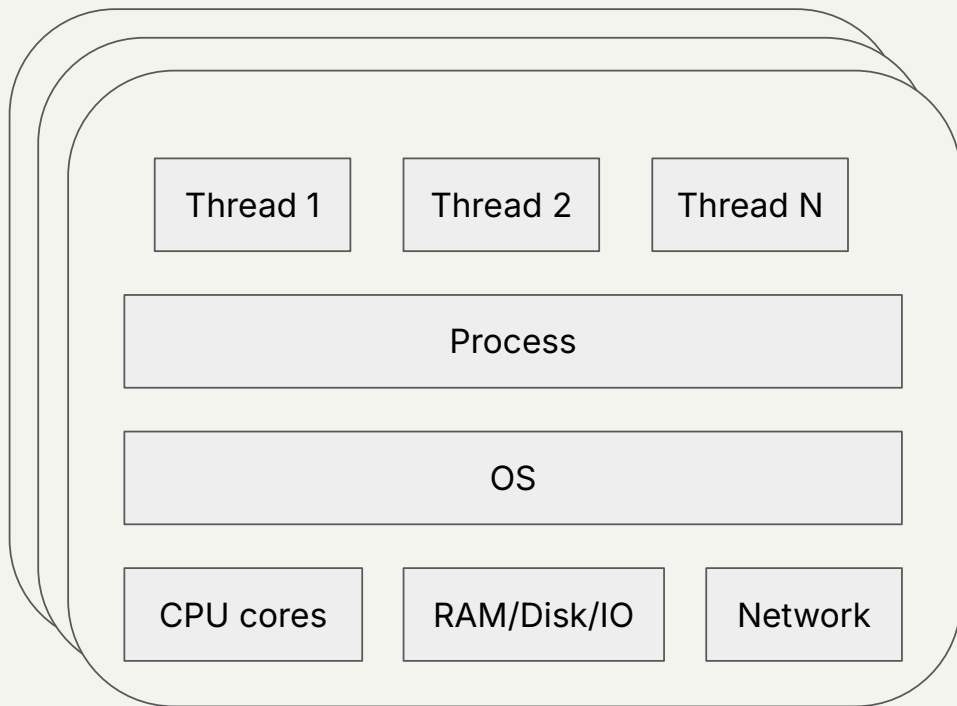 Thread 1
Thread 2
Thread N
Process
OS
CPU cores
RAM/Disk/IO
Network